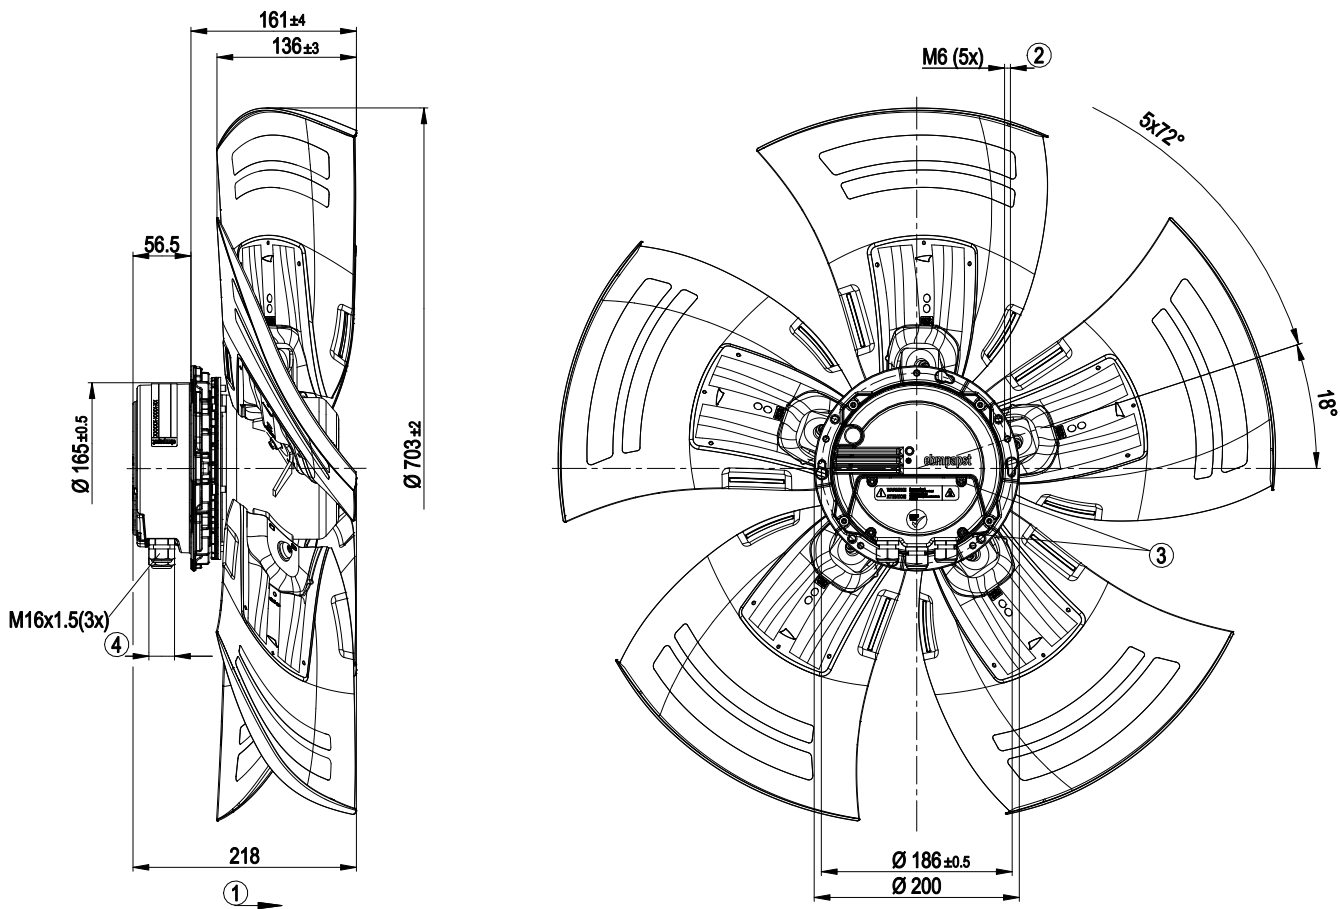 161±4
136±3
56.5
Ø 165±0.5
Ø 703±2
M16x1.5(3x)
4
218
1
M6 (5x)
2
5x72°
18°
ebmpapst
3
Ø 186±0.5
Ø 200